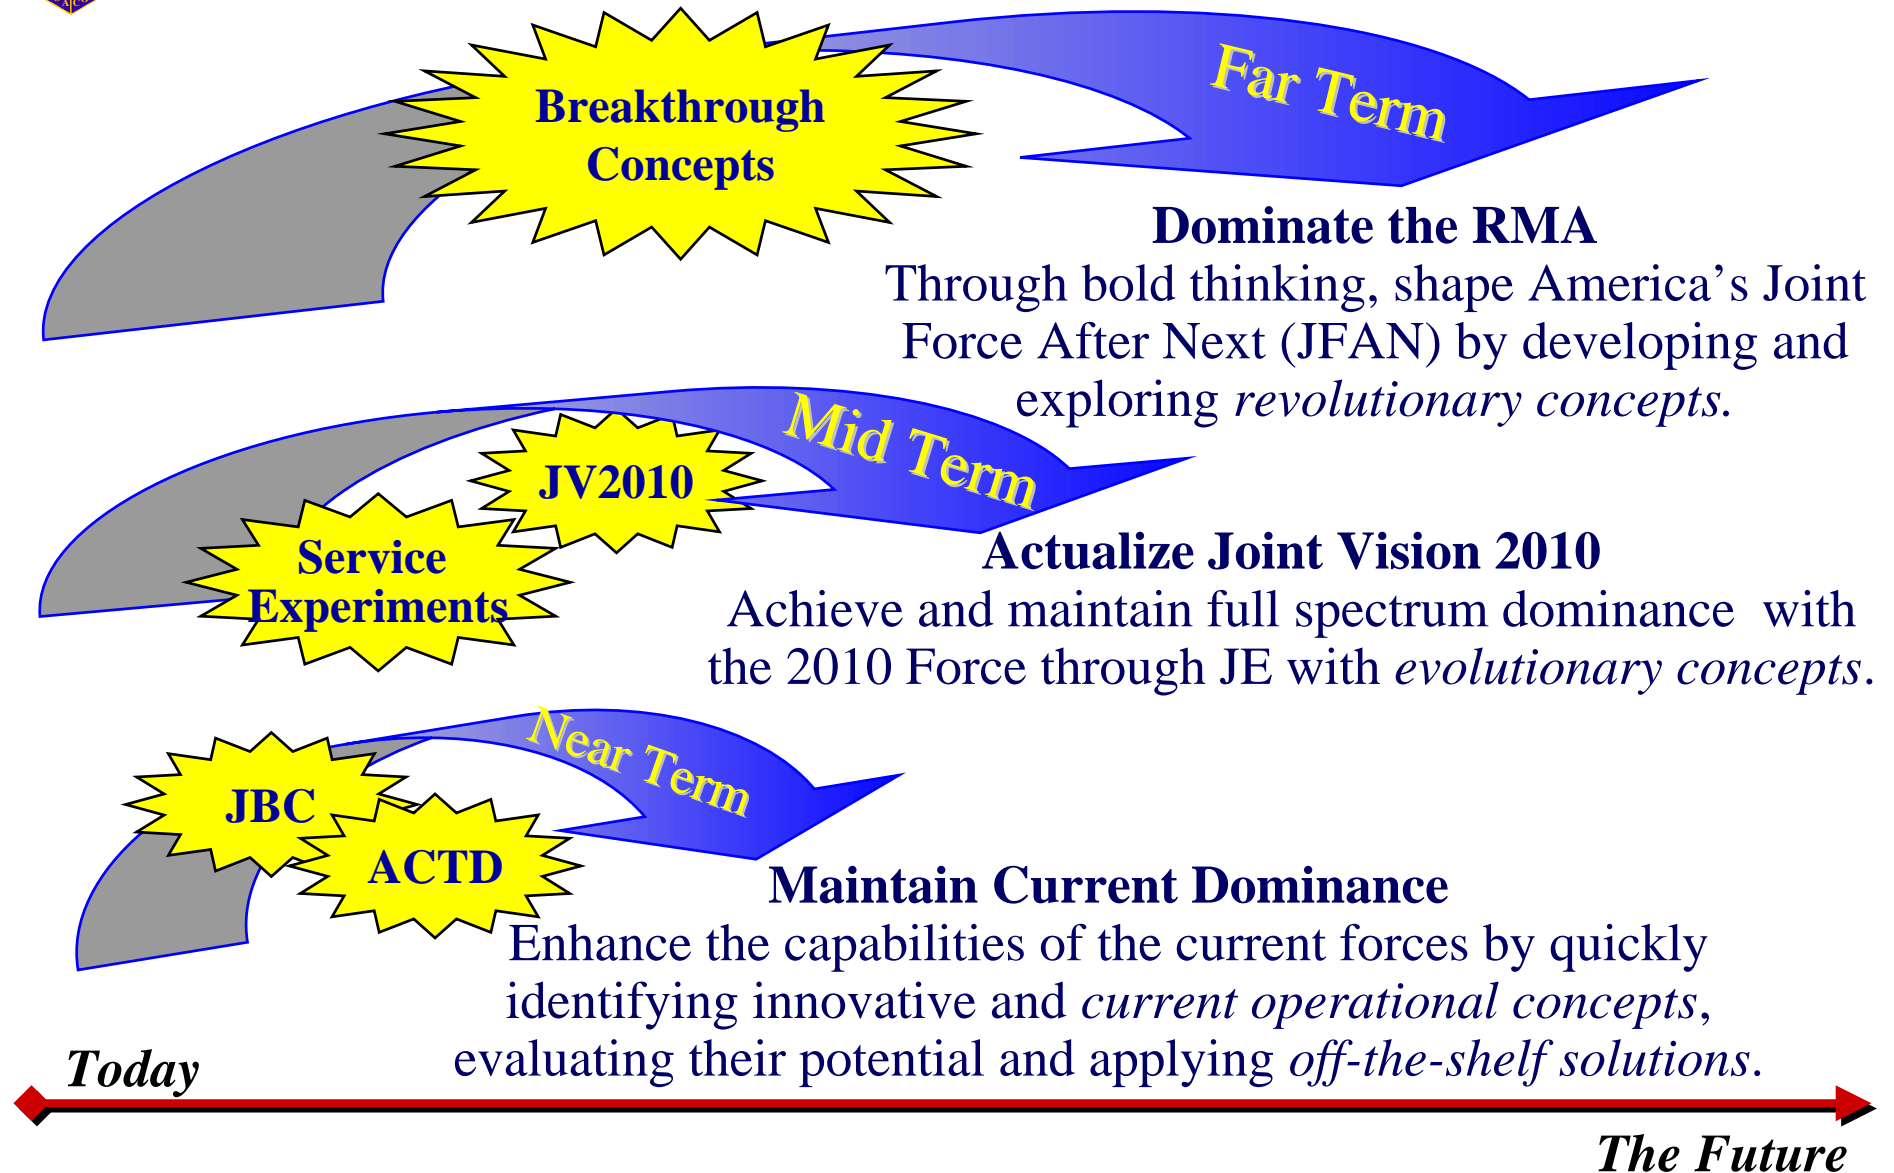 Breakthrough
Concepts
Far Term
Dominate the RMA
Through bold thinking, shape America’s Joint
Force After Next (JFAN) by developing and
exploring revolutionary concepts.
Mid Term
JV2010
Service
Experiments
Actualize Joint Vision 2010
Achieve and maintain full spectrum dominance  with
the 2010 Force through JE with evolutionary concepts.
Near Term
JBC
ACTD
Maintain Current Dominance
Enhance the capabilities of the current forces by quickly
identifying innovative and current operational concepts,
evaluating their potential and applying off-the-shelf solutions.
Today
The Future